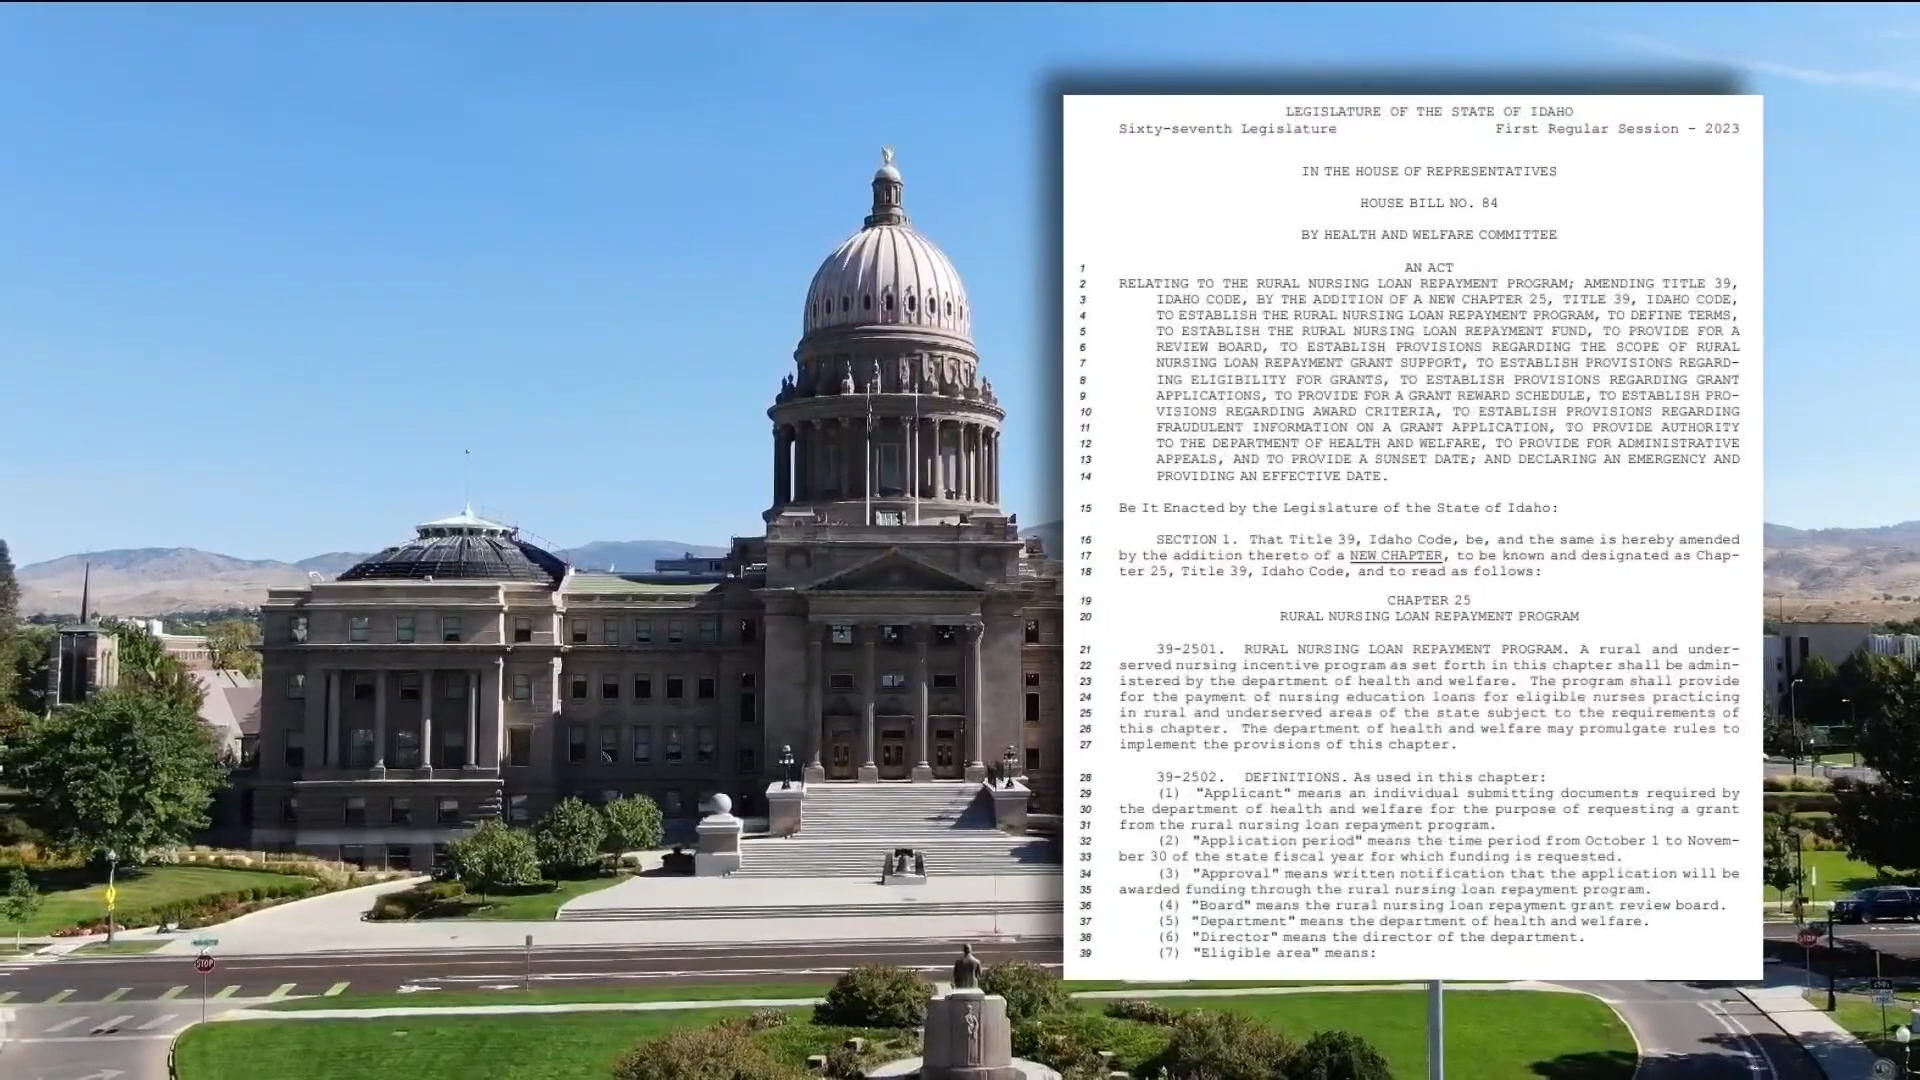 LEGISLATURE OF THE STATE OF IDAHO
Sixty-seventh Legislature First Regular Session - 2023
IN THE HOUSE OF REPRESENTATIVES
HOUSE BILL NO. 84
BY HEALTH AND WELFARE COMMITTEE
1 AN ACT
2 RELATING TO THE RURAL NURSING LOAN REPAYMENT PROGRAM; AMENDING TITLE 39,
3 IDAHO CODE, BY THE ADDITION OF A NEW CHAPTER 25, TITLE 39, IDAHO CODE,
4 TO ESTABLISH THE RURAL NURSING LOAN REPAYMENT PROGRAM, TO DEFINE TERMS,
5 TO ESTABLISH THE RURAL NURSING LOAN REPAYMENT FUND, TO PROVIDE FOR A
6 REVIEW BOARD, TO ESTABLISH PROVISIONS REGARDING THE SCOPE OF RURAL
7 NURSING LOAN REPAYMENT GRANT SUPPORT, TO ESTABLISH PROVISIONS REGARD-
8 ING ELIGIBILITY FOR GRANTS, TO ESTABLISH PROVISIONS REGARDING GRANT
9 APPLICATIONS, TO PROVIDE FOR A GRANT REWARD SCHEDULE, TO ESTABLISH PRO-
10 VISIONS REGARDING AWARD CRITERIA, TO ESTABLISH PROVISIONS REGARDING
11 FRAUDULENT INFORMATION ON A GRANT APPLICATION, TO PROVIDE AUTHORITY
12 TO THE DEPARTMENT OF HEALTH AND WELFARE, TO PROVIDE FOR ADMINISTRATIVE
13 APPEALS, AND TO PROVIDE A SUNSET DATE; AND DECLARING AN EMERGENCY AND
14 PROVIDING AN EFFECTIVE DATE.
15 Be It Enacted by the Legislature of the State of Idaho:
16 SECTION 1. That Title 39, Idaho Code, be, and the same is hereby amended
17 by the addition thereto of a NEW CHAPTER, to be known and designated as Chap-
18 ter 25, Title 39, Idaho Code, and to read as follows:
19 CHAPTER 25
20 RURAL NURSING LOAN REPAYMENT PROGRAM
21 39-2501. RURAL NURSING LOAN REPAYMENT PROGRAM. A rural and under-
22 served nursing incentive program as set forth in this chapter shall be admin-
23 istered by the department of health and welfare. The program shall provide
24 for the payment of nursing education loans for eligible nurses practicing
25 in rural and underserved areas of the state subject to the requirements of
26 this chapter. The department of health and welfare may promulgate rules to
27 implement the provisions of this chapter.
28 39-2502. DEFINITIONS. As used in this chapter:
29 (1) "Applicant" means an individual submitting documents required by
30 the department of health and welfare for the purpose of requesting a grant
31 from the rural nursing loan repayment program.
32 (2) "Application period" means the time period from October 1 to Novem-
33 ber 30 of the state fiscal year for which funding is requested.
34 (3) "Approval" means written notification that the application will be
35 awarded funding through the rural nursing loan repayment program.
36 (4) "Board" means the rural nursing loan repayment grant review board.
37 (5) "Department" means the department of health and welfare.
38 (6) "Director" means the director of the department.
39 (7) "Eligible area" means:
STOP
STOP